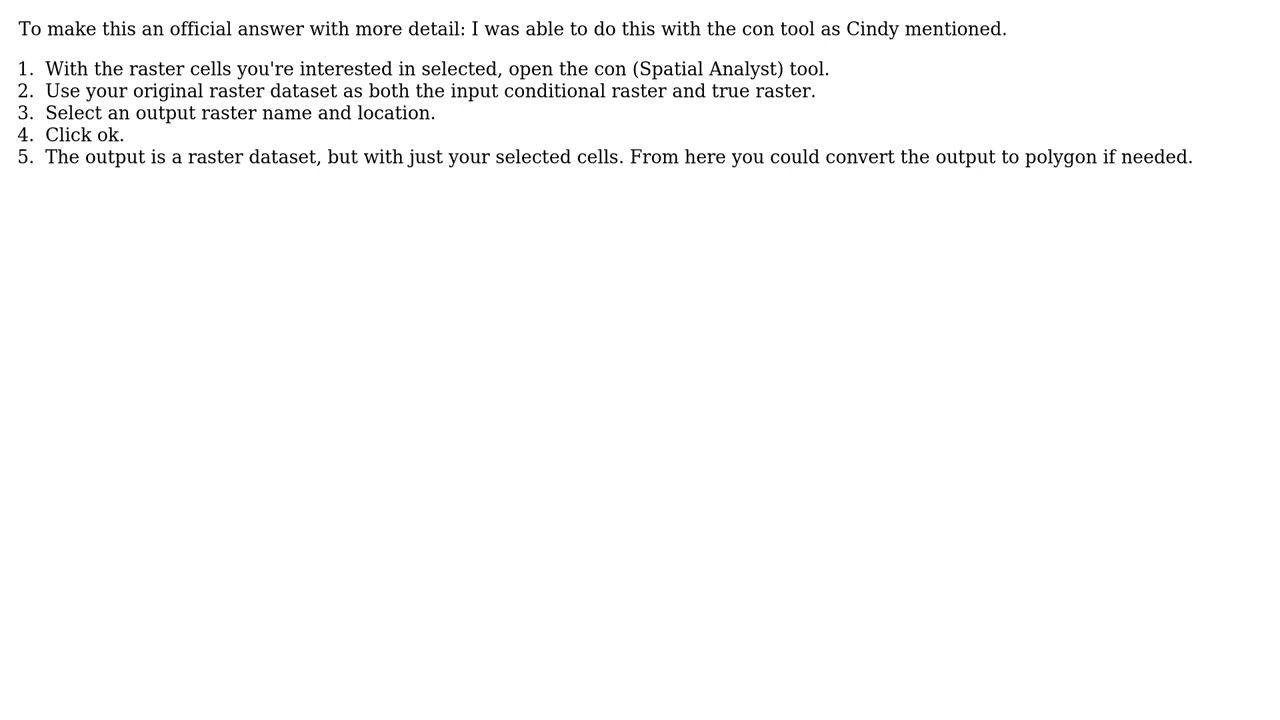 To make this an official answer with more detail: I was able to do this with the con tool as Cindy mentioned.
1. With the raster cells you're interested in selected, open the con (Spatial Analyst) tool.
2. Use your original raster dataset as both the input conditional raster and true raster.
3. Select an output raster name and location.
4. Click ok.
5. The output is a raster dataset, but with just your selected cells. From here you could convert the output to polygon if needed.